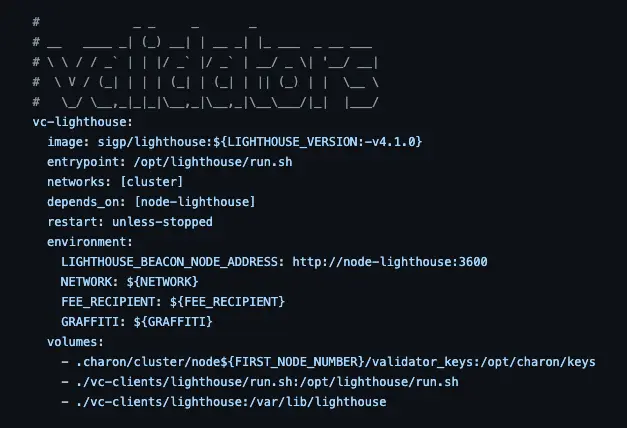 #             _ _     _       _
# __   ____ _| (_) __| | __ _| |_ ___  _ __ ___
# \ \ / / _` | | |/ _` |/ _` | __/ _ \| '__/ __|
#  \ V / (_| | | | (_| | (_| | || (_) | |  \__ \
#   \_/ \__,_|_|_|\__,_|\__,_|\__\___/|_|  |___/
vc-lighthouse:
  image: sigp/lighthouse:${LIGHTHOUSE_VERSION:-v4.1.0}
  entrypoint: /opt/lighthouse/run.sh
  networks: [cluster]
  depends_on: [node-lighthouse]
  restart: unless-stopped
  environment:
    LIGHTHOUSE_BEACON_NODE_ADDRESS: http://node-lighthouse:3600
    NETWORK: ${NETWORK}
    FEE_RECIPIENT: ${FEE_RECIPIENT}
    GRAFFITI: ${GRAFFITI}
  volumes:
    - .charon/cluster/node${FIRST_NODE_NUMBER}/validator_keys:/opt/charon/keys
    - ./vc-clients/lighthouse/run.sh:/opt/lighthouse/run.sh
    - ./vc-clients/lighthouse:/var/lib/lighthouse